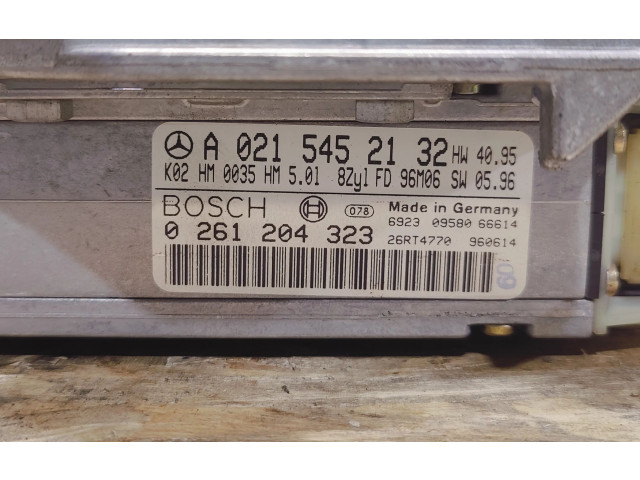 A 021 545 21 32 HW 40.95
K02 HM 0035 HM 5.0l 8Zyl FD 96M06 SW 05.96
BOSCH 078 Made in Germany
6923 09580 66614
0 261 204 323 26RT4770 960614